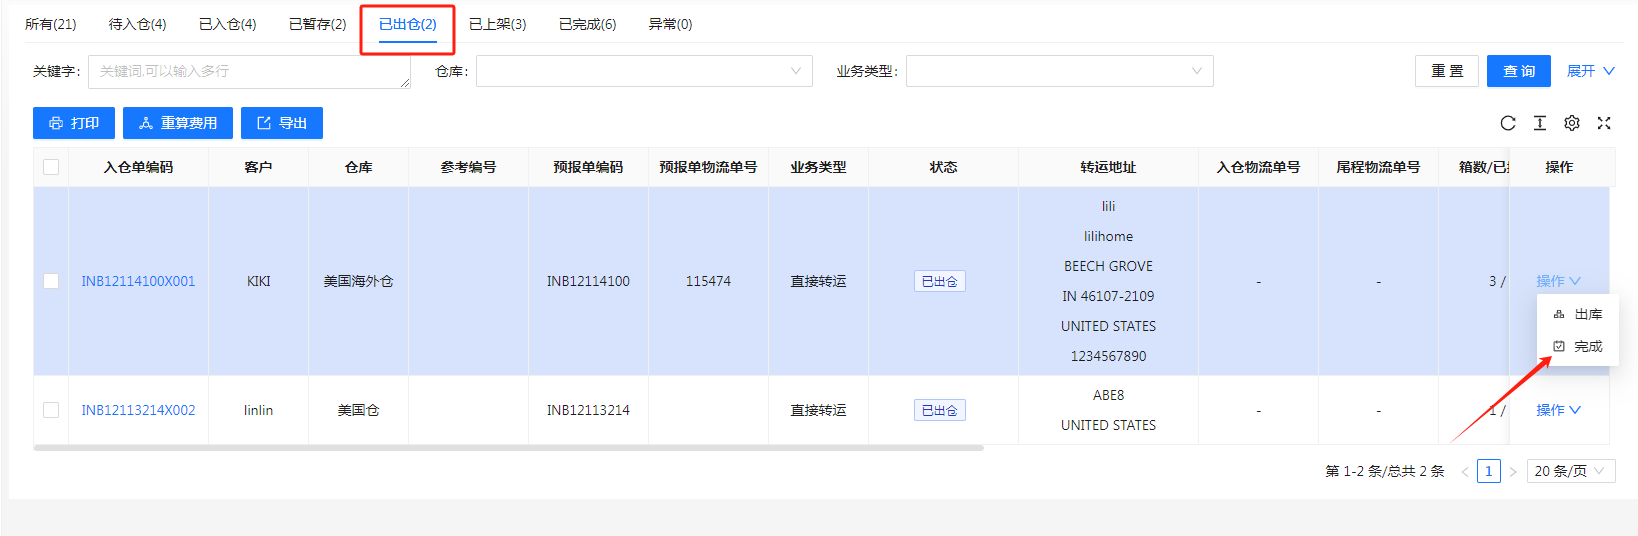 所有(21) 待入仓(4) 已入仓(4) 已暂存(2) 已出仓(2) 已上架(3) 已完成(6) 异常(0)
关键字: 关键词,可以输入多行 仓库: 业务类型: 重 置 查 询 展开
打印 重算费用 导出
入仓单编码 客户 仓库 参考编号 预报单编码 预报单物流单号 业务类型 状态 转运地址 入仓物流单号 尾程物流单号 箱数/已 操作
lili
lilihome
BEECH GROVE
INB12114100X001 KIKI 美国海外仓 INB12114100 115474 直接转运 已出仓 IN 46107-2109 - - 3 / 操作
UNITED STATES
1234567890
出库
完成
ABE8
INB12113214X002 linlin 美国仓 INB12113214 直接转运 已出仓 UNITED STATES - - 1 / 操作
第 1-2 条/总共 2 条 < 1 > 20 条/页